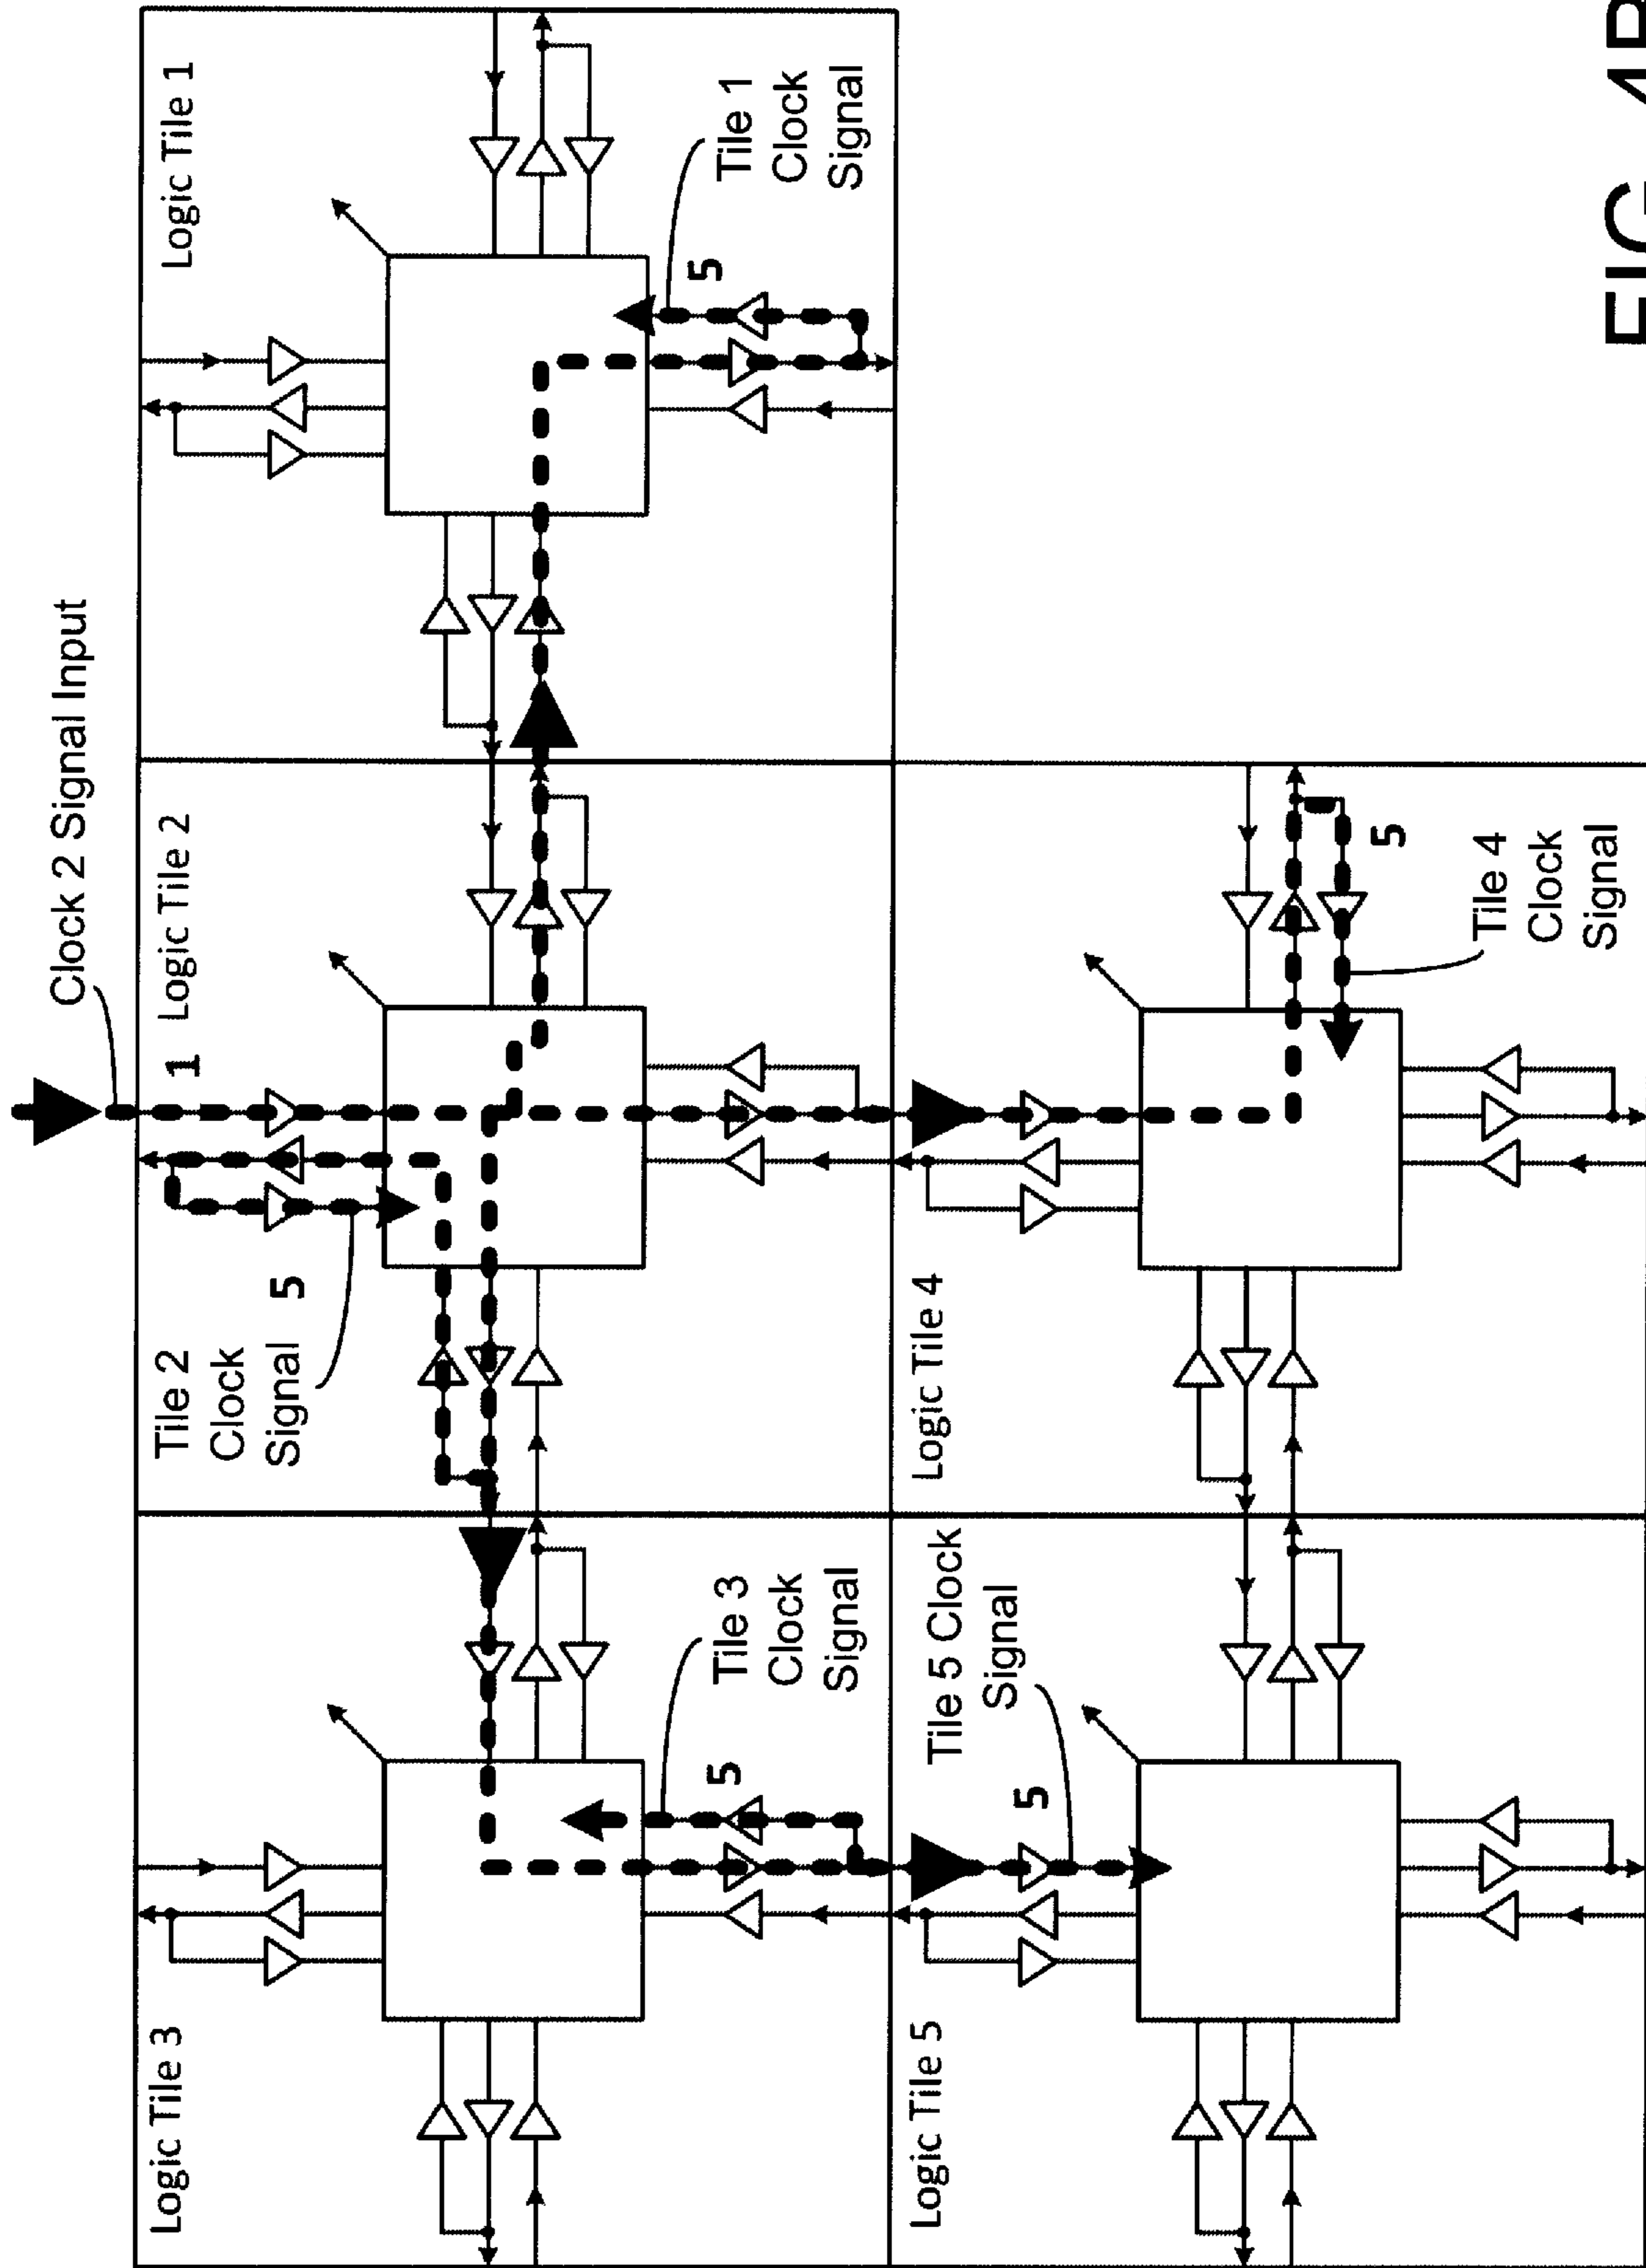 Clock 2 Signal Input
Logic Tile 3
Tile 2
Clock
Signal
5
1
Logic Tile 2
Logic Tile 1
5
Tile 3
Clock
Signal
5
Tile 1
Clock
Signal
Logic Tile 5
5
Tile 5 Clock
Signal
Logic Tile 4
5
Tile 4
Clock
Signal
FIG